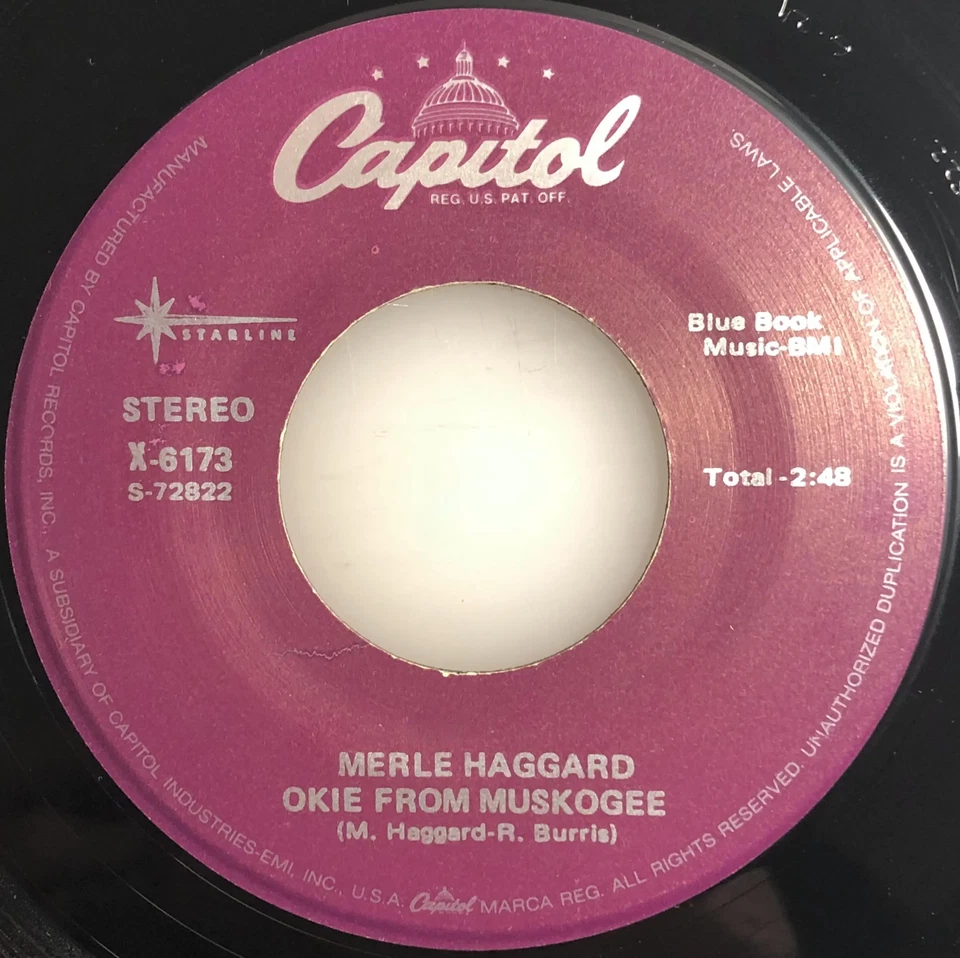 Capitol
REG. U.S. PAT. OFF.
STARLINE
STEREO
X-6173
S-72822
Blue Book
Music-BMI
Total -2:48
MERLE HAGGARD
OKIE FROM MUSKOGEE
(M. Haggard-R. Burris)
MANUFACTURED BY CAPITOL RECORDS, INC., A SUBSIDIARY OF CAPITOL INDUSTRIES-EMI, INC., U.S.A. Capitol MARCA REG. ALL RIGHTS RESERVED. UNAUTHORIZED DUPLICATION IS A VIOLATION OF APPLICABLE LAWS.